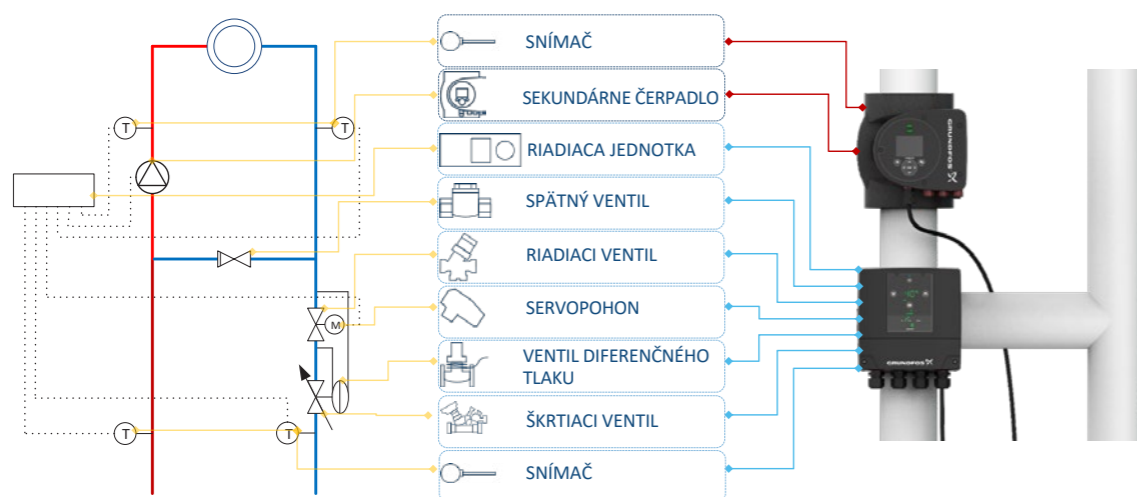 SNÍMAČ
SEKUNDÁRNE ČERPADLO
T
T
RIADIACA JEDNOTKA
SPÄTNÝ VENTIL
RIADIACI VENTIL
SERVOPOHON
M
VENTIL DIFERENČNÉHO
TLAKU
ŠKRTIACI VENTIL
T
T
SNÍMAČ
GRUNDFOS
GRUNDFOS